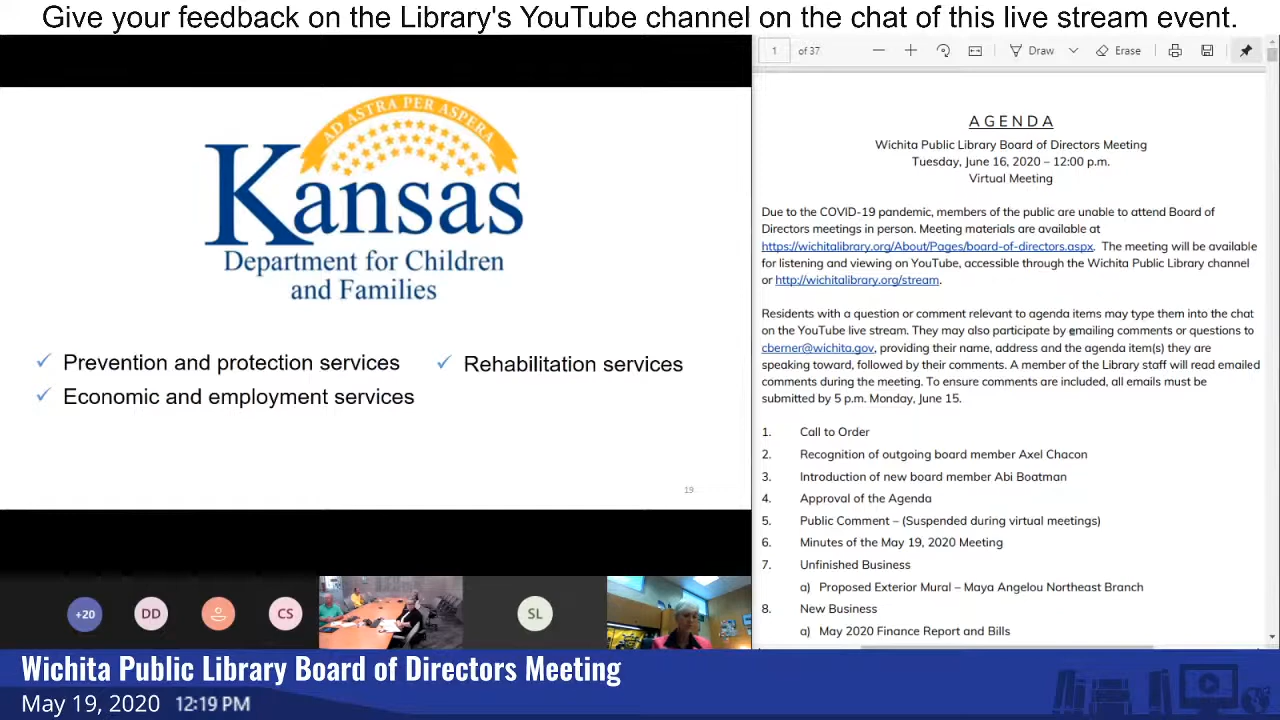 Give your feedback on the Library's YouTube channel on the chat of this live stream event.
AD ASTRA PER ASPERA
Kansas
Department for Children
and Families
✓ Prevention and protection services
✓ Rehabilitation services
✓ Economic and employment services
19
1 of 37
Draw
Erase
AGENDA
Wichita Public Library Board of Directors Meeting
Tuesday, June 16, 2020 – 12:00 p.m.
Virtual Meeting
Due to the COVID-19 pandemic, members of the public are unable to attend Board of
Directors meetings in person. Meeting materials are available at
https://wichitalibrary.org/About/Pages/board-of-directors.aspx. The meeting will be available
for listening and viewing on YouTube, accessible through the Wichita Public Library channel
or http://wichitalibrary.org/stream.
Residents with a question or comment relevant to agenda items may type them into the chat
on the YouTube live stream. They may also participate by emailing comments or questions to
cberner@wichita.gov, providing their name, address and the agenda item(s) they are
speaking toward, followed by their comments. A member of the Library staff will read emailed
comments during the meeting. To ensure comments are included, all emails must be
submitted by 5 p.m. Monday, June 15.
1. Call to Order
2. Recognition of outgoing board member Axel Chacon
3. Introduction of new board member Abi Boatman
4. Approval of the Agenda
5. Public Comment – (Suspended during virtual meetings)
6. Minutes of the May 19, 2020 Meeting
7. Unfinished Business
a) Proposed Exterior Mural – Maya Angelou Northeast Branch
8. New Business
a) May 2020 Finance Report and Bills
+20
DD
CS
SL
Wichita Public Library Board of Directors Meeting
May 19, 2020 12:19 PM